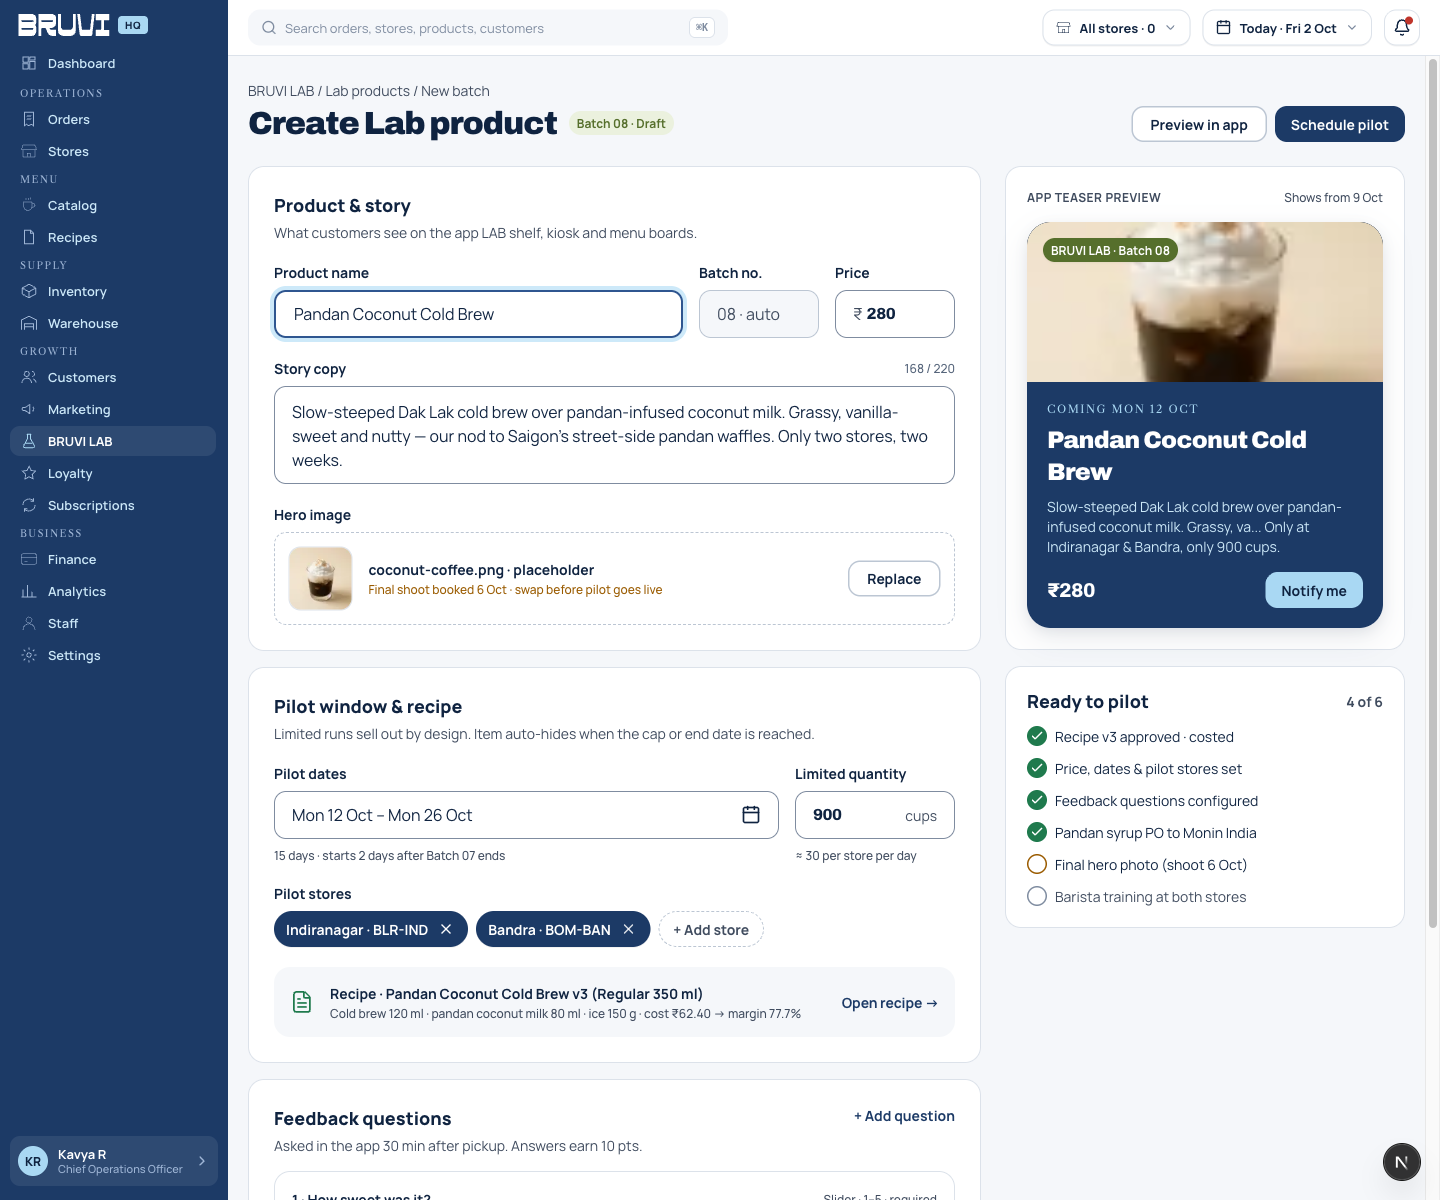 BRUVI HQ
Dashboard
OPERATIONS
Orders
Stores
MENU
Catalog
Recipes
SUPPLY
Inventory
Warehouse
GROWTH
Customers
Marketing
BRUVI LAB
Loyalty
Subscriptions
BUSINESS
Finance
Analytics
Staff
Settings
KR
Kavya R
Chief Operations Officer
Search orders, stores, products, customers
⌘K
All stores · 0
Today · Fri 2 Oct
BRUVI LAB / Lab products / New batch
Create Lab product
Batch 08 · Draft
Preview in app
Schedule pilot
Product & story
What customers see on the app LAB shelf, kiosk and menu boards.
Product name
Batch no.
Price
Pandan Coconut Cold Brew
08 · auto
₹ 280
Story copy
168 / 220
Slow-steeped Dak Lak cold brew over pandan-infused coconut milk. Grassy, vanilla-
sweet and nutty — our nod to Saigon's street-side pandan waffles. Only two stores, two
weeks.
Hero image
coconut-coffee.png · placeholder
Final shoot booked 6 Oct · swap before pilot goes live
Replace
Pilot window & recipe
Limited runs sell out by design. Item auto-hides when the cap or end date is reached.
Pilot dates
Limited quantity
Mon 12 Oct – Mon 26 Oct
900 cups
15 days · starts 2 days after Batch 07 ends
≈ 30 per store per day
Pilot stores
Indiranagar · BLR-IND
Bandra · BOM-BAN
+ Add store
Recipe · Pandan Coconut Cold Brew v3 (Regular 350 ml)
Cold brew 120 ml · pandan coconut milk 80 ml · ice 150 g · cost ₹62.40 → margin 77.7%
Open recipe →
Feedback questions
+ Add question
Asked in the app 30 min after pickup. Answers earn 10 pts.
1 · How sweet was it?
Slider · 1–5 · required
APP TEASER PREVIEW
Shows from 9 Oct
BRUVI LAB · Batch 08
COMING MON 12 OCT
Pandan Coconut Cold
Brew
Slow-steeped Dak Lak cold brew over pandan-
infused coconut milk. Grassy, va... Only at
Indiranagar & Bandra, only 900 cups.
₹280
Notify me
Ready to pilot
4 of 6
Recipe v3 approved · costed
Price, dates & pilot stores set
Feedback questions configured
Pandan syrup PO to Monin India
Final hero photo (shoot 6 Oct)
Barista training at both stores
N